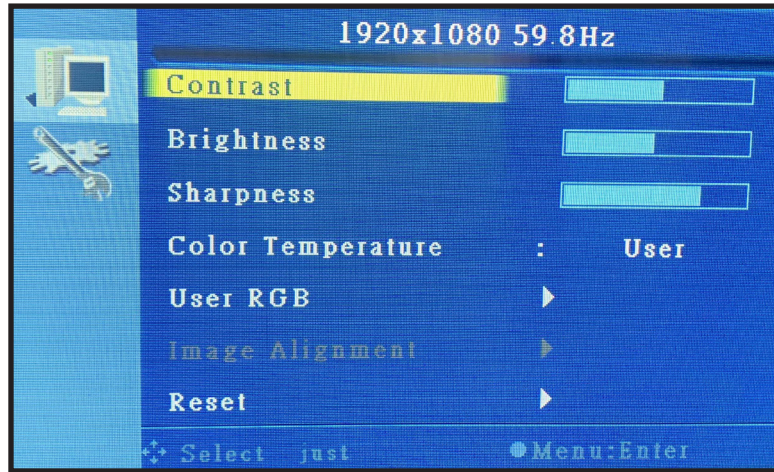 1920x1080 59.8Hz
Contrast
Brightness
Sharpness
Color Temperature : User
User RGB
Image Alignment
Reset
Select just Menu:Enter